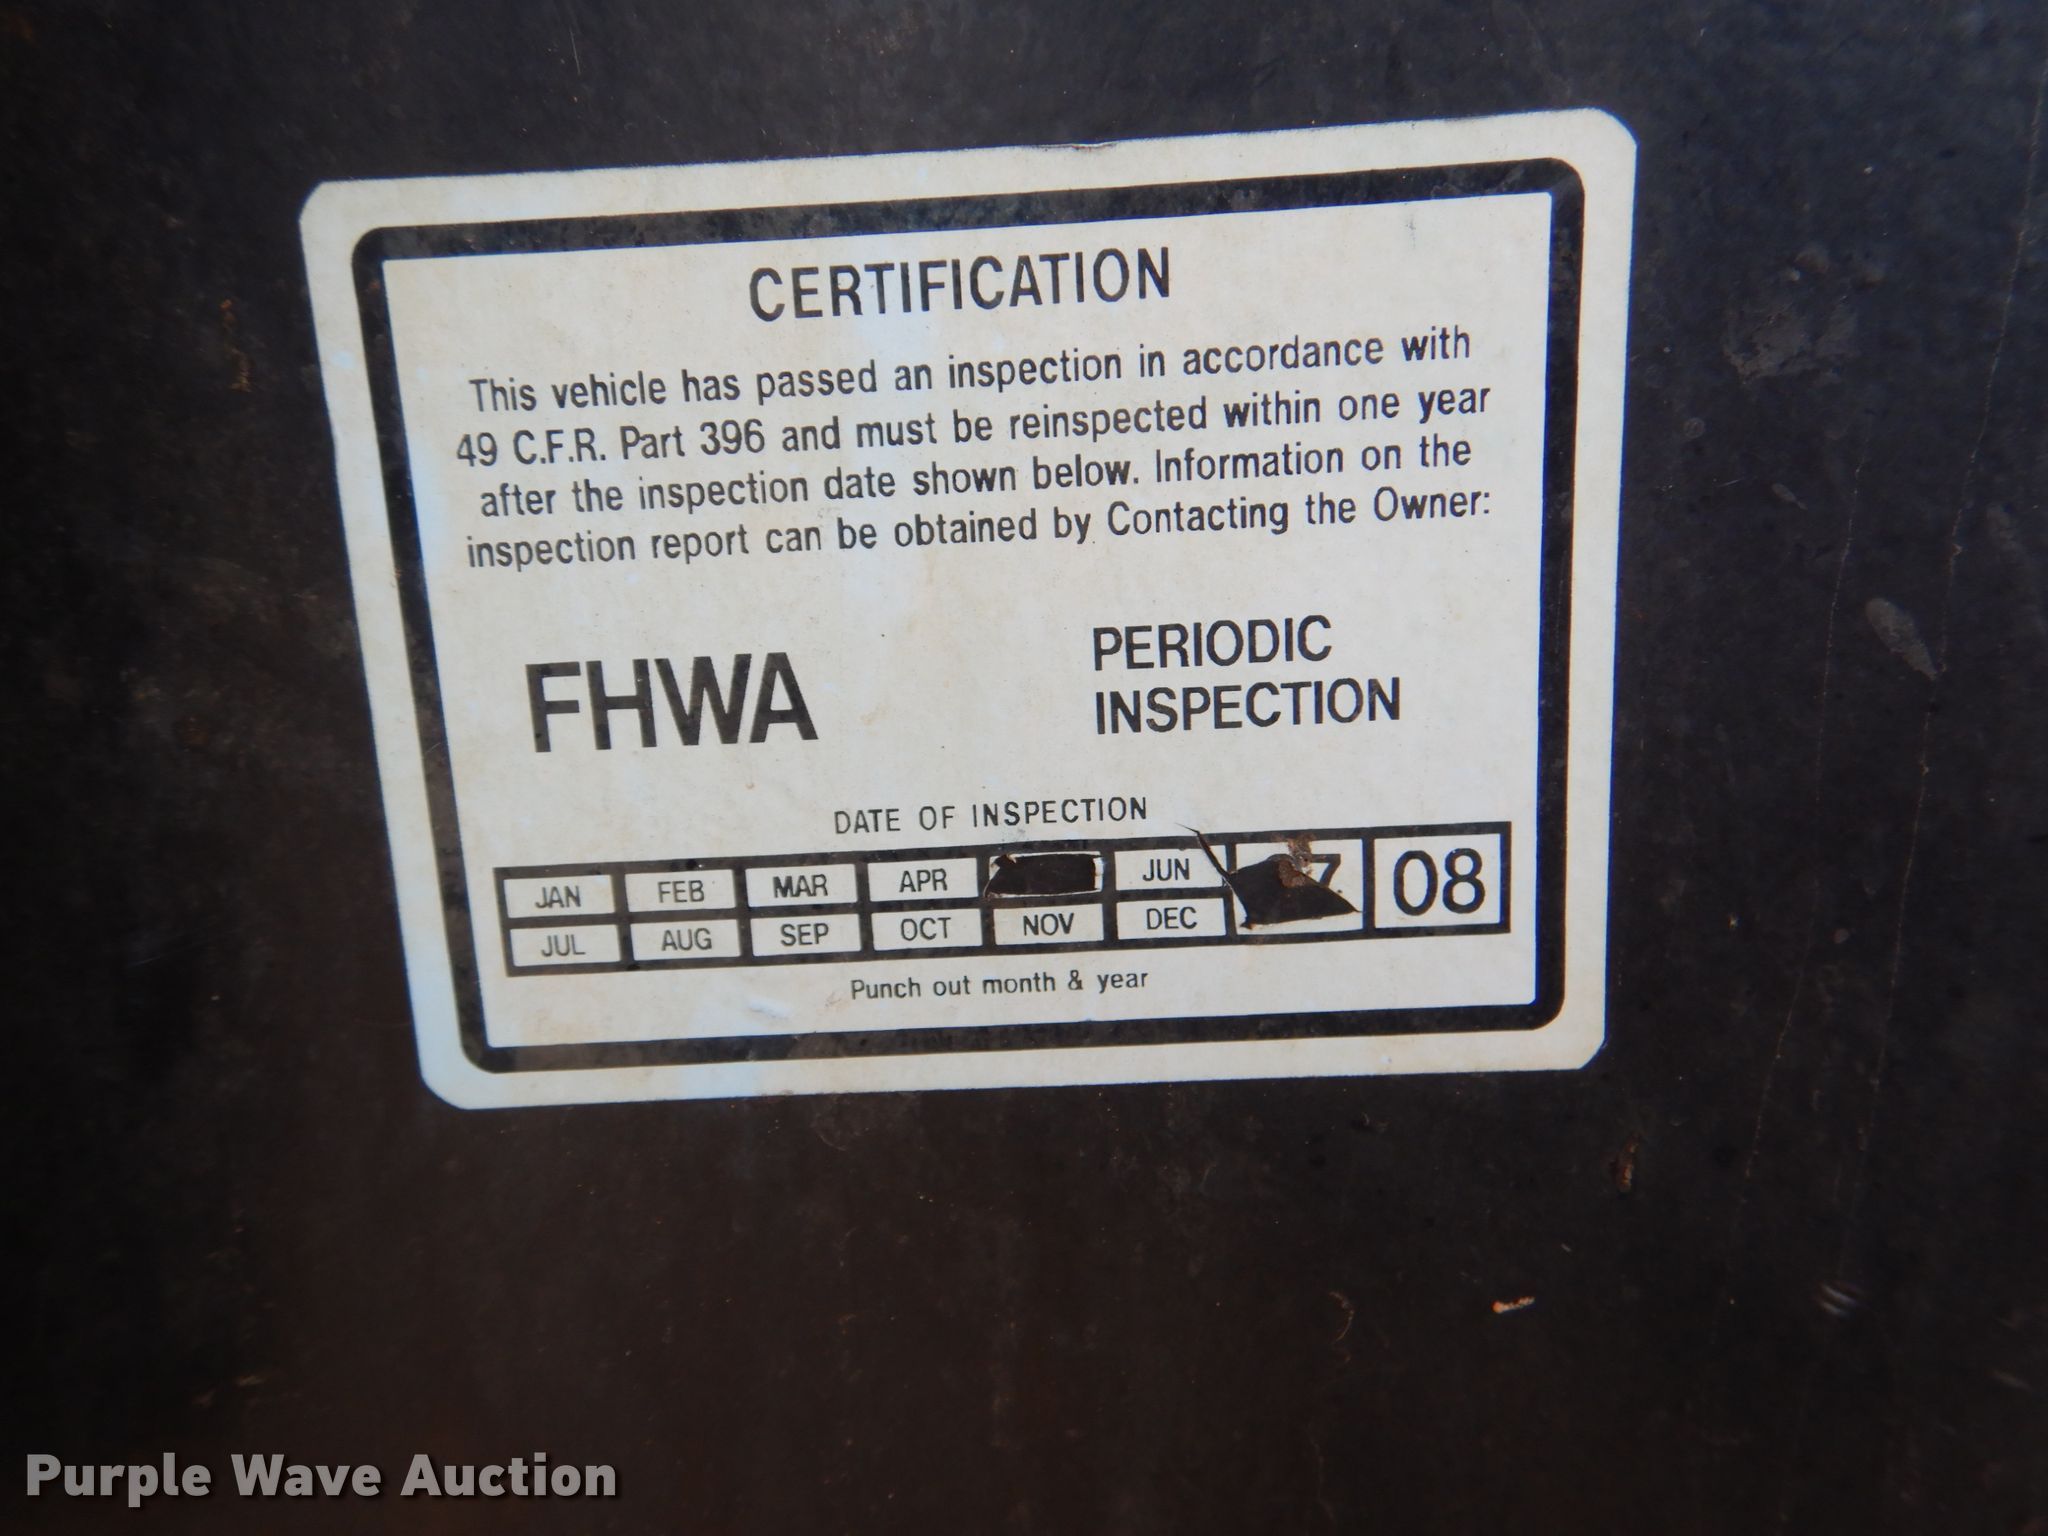 CERTIFICATION
This vehicle has passed an inspection in accordance with
49 C.F.R. Part 396 and must be reinspected within one year
after the inspection date shown below. Information on the
inspection report can be obtained by Contacting the Owner:
FHWA
PERIODIC
INSPECTION
DATE OF INSPECTION
JAN FEB MAR APR JUN 08
JUL AUG SEP OCT NOV DEC
Punch out month & year
Purple Wave Auction